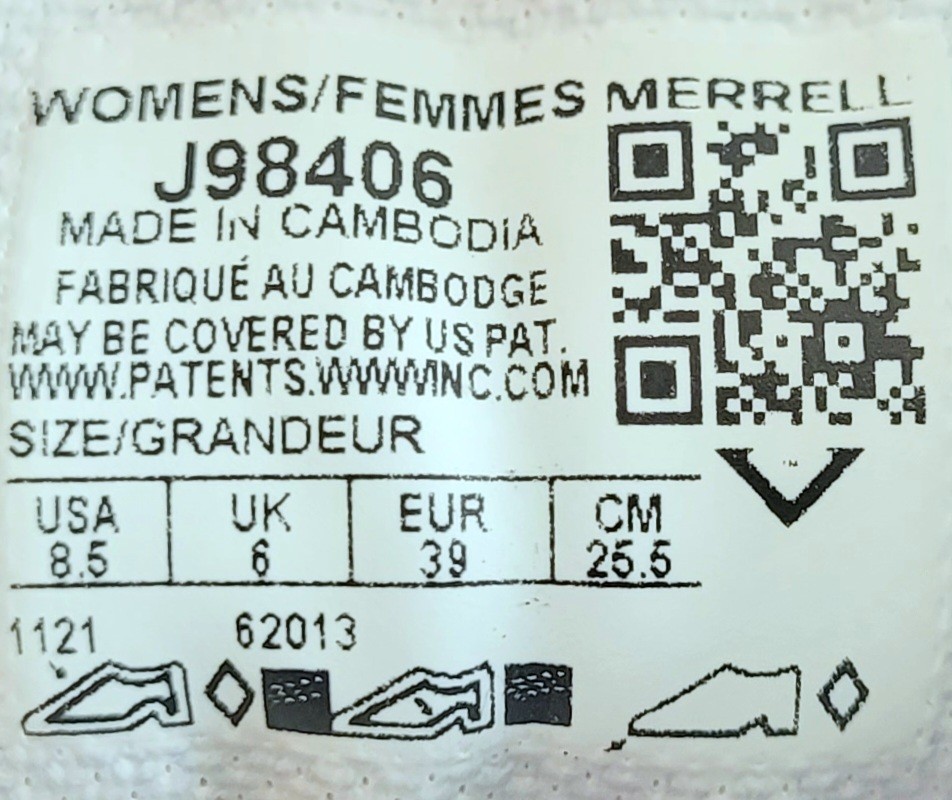 WOMENS/FEMMES MERRELL
J98406
MADE IN CAMBODIA
FABRIQUÉ AU CAMBODGE
MAY BE COVERED BY US PAT.
WWW.PATENTS.WWWINC.COM
SIZE/GRANDEUR
USA UK EUR CM
8.5 6 39 25.5
1121 62013